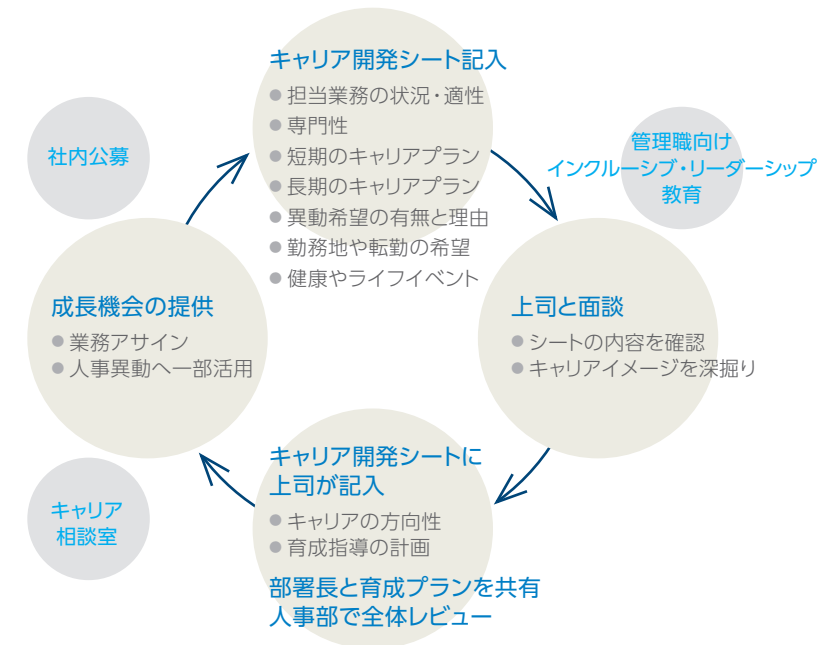 キャリア開発シート記入
● 担当業務の状況・適性
● 専門性
● 短期のキャリアプラン
● 長期のキャリアプラン
● 異動希望の有無と理由
● 勤務地や転勤の希望
● 健康やライフイベント
管理職向け
インクルーシブ・リーダーシップ
教育
上司と面談
● シートの内容を確認
● キャリアイメージを深掘り
キャリア開発シートに
上司が記入
● キャリアの方向性
● 育成指導の計画
部署長と育成プランを共有
人事部で全体レビュー
キャリア
相談室
成長機会の提供
● 業務アサイン
● 人事異動へ一部活用
社内公募